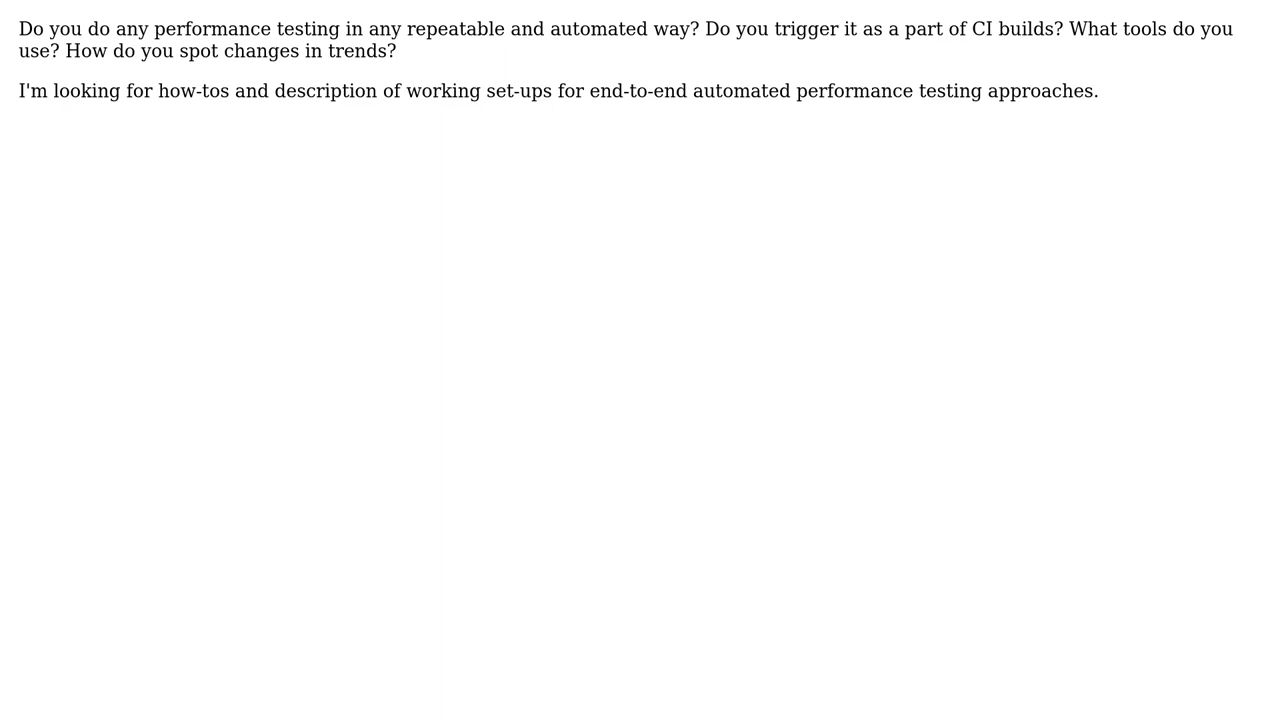 Do you do any performance testing in any repeatable and automated way? Do you trigger it as a part of CI builds? What tools do you
use? How do you spot changes in trends?
I'm looking for how-tos and description of working set-ups for end-to-end automated performance testing approaches.